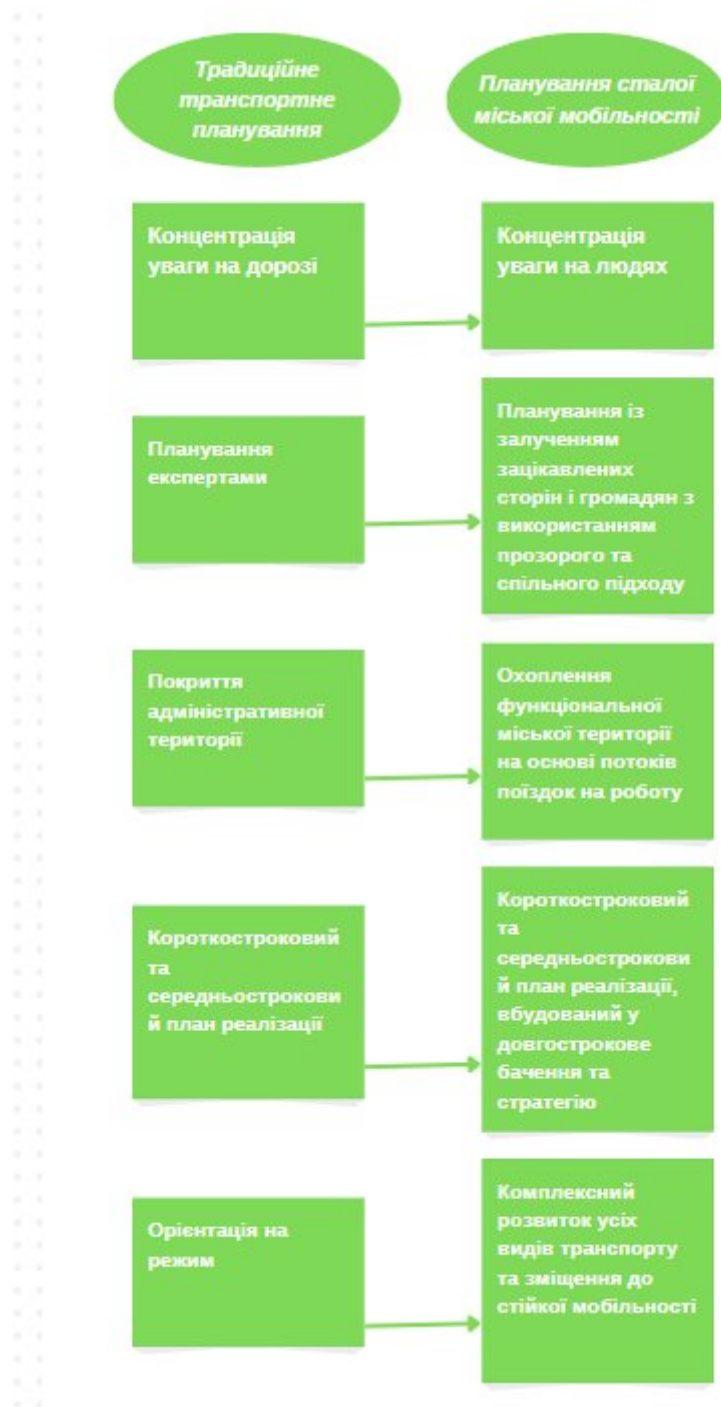 Традиційне
транспортне
планування
Планування сталої
міської мобільності
Концентрація
уваги на дорозі
Концентрація
уваги на людях
Планування
експертами
Планування із
залученням
зацікавлених
сторін і громадян з
використанням
прозорого та
спільного підходу
Покриття
адміністративної
території
Охоплення
функціональної
міської території
на основі потоків
поїздок на роботу
Короткостроковий
та
середньострокови
й план реалізації
Короткостроковий
та
середньострокови
й план реалізації,
вбудований у
довгострокове
бачення та
стратегію
Орієнтація на
режим
Комплексний
розвиток усіх
видів транспорту
та зміщення до
стійкої мобільності